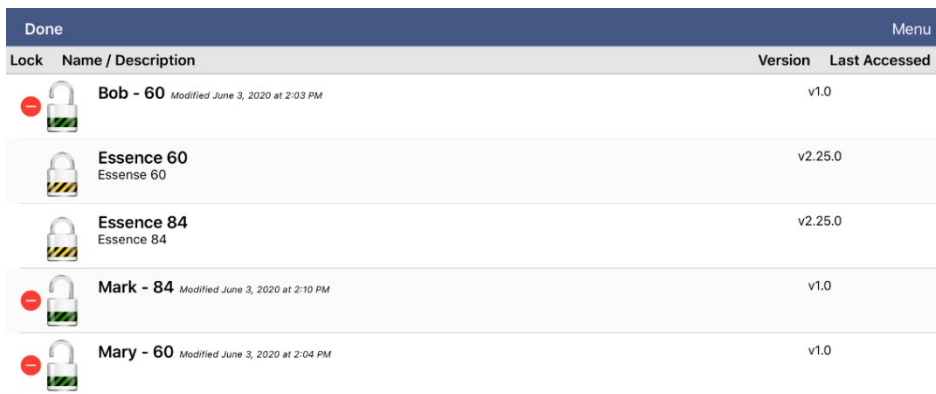 Done Menu
Lock Name / Description Version Last Accessed
Bob - 60 Modified June 3, 2020 at 2:03 PM v1.0
Essence 60 v2.25.0
Essense 60
Essence 84 v2.25.0
Essence 84
Mark - 84 Modified June 3, 2020 at 2:10 PM v1.0
Mary - 60 Modified June 3, 2020 at 2:04 PM v1.0